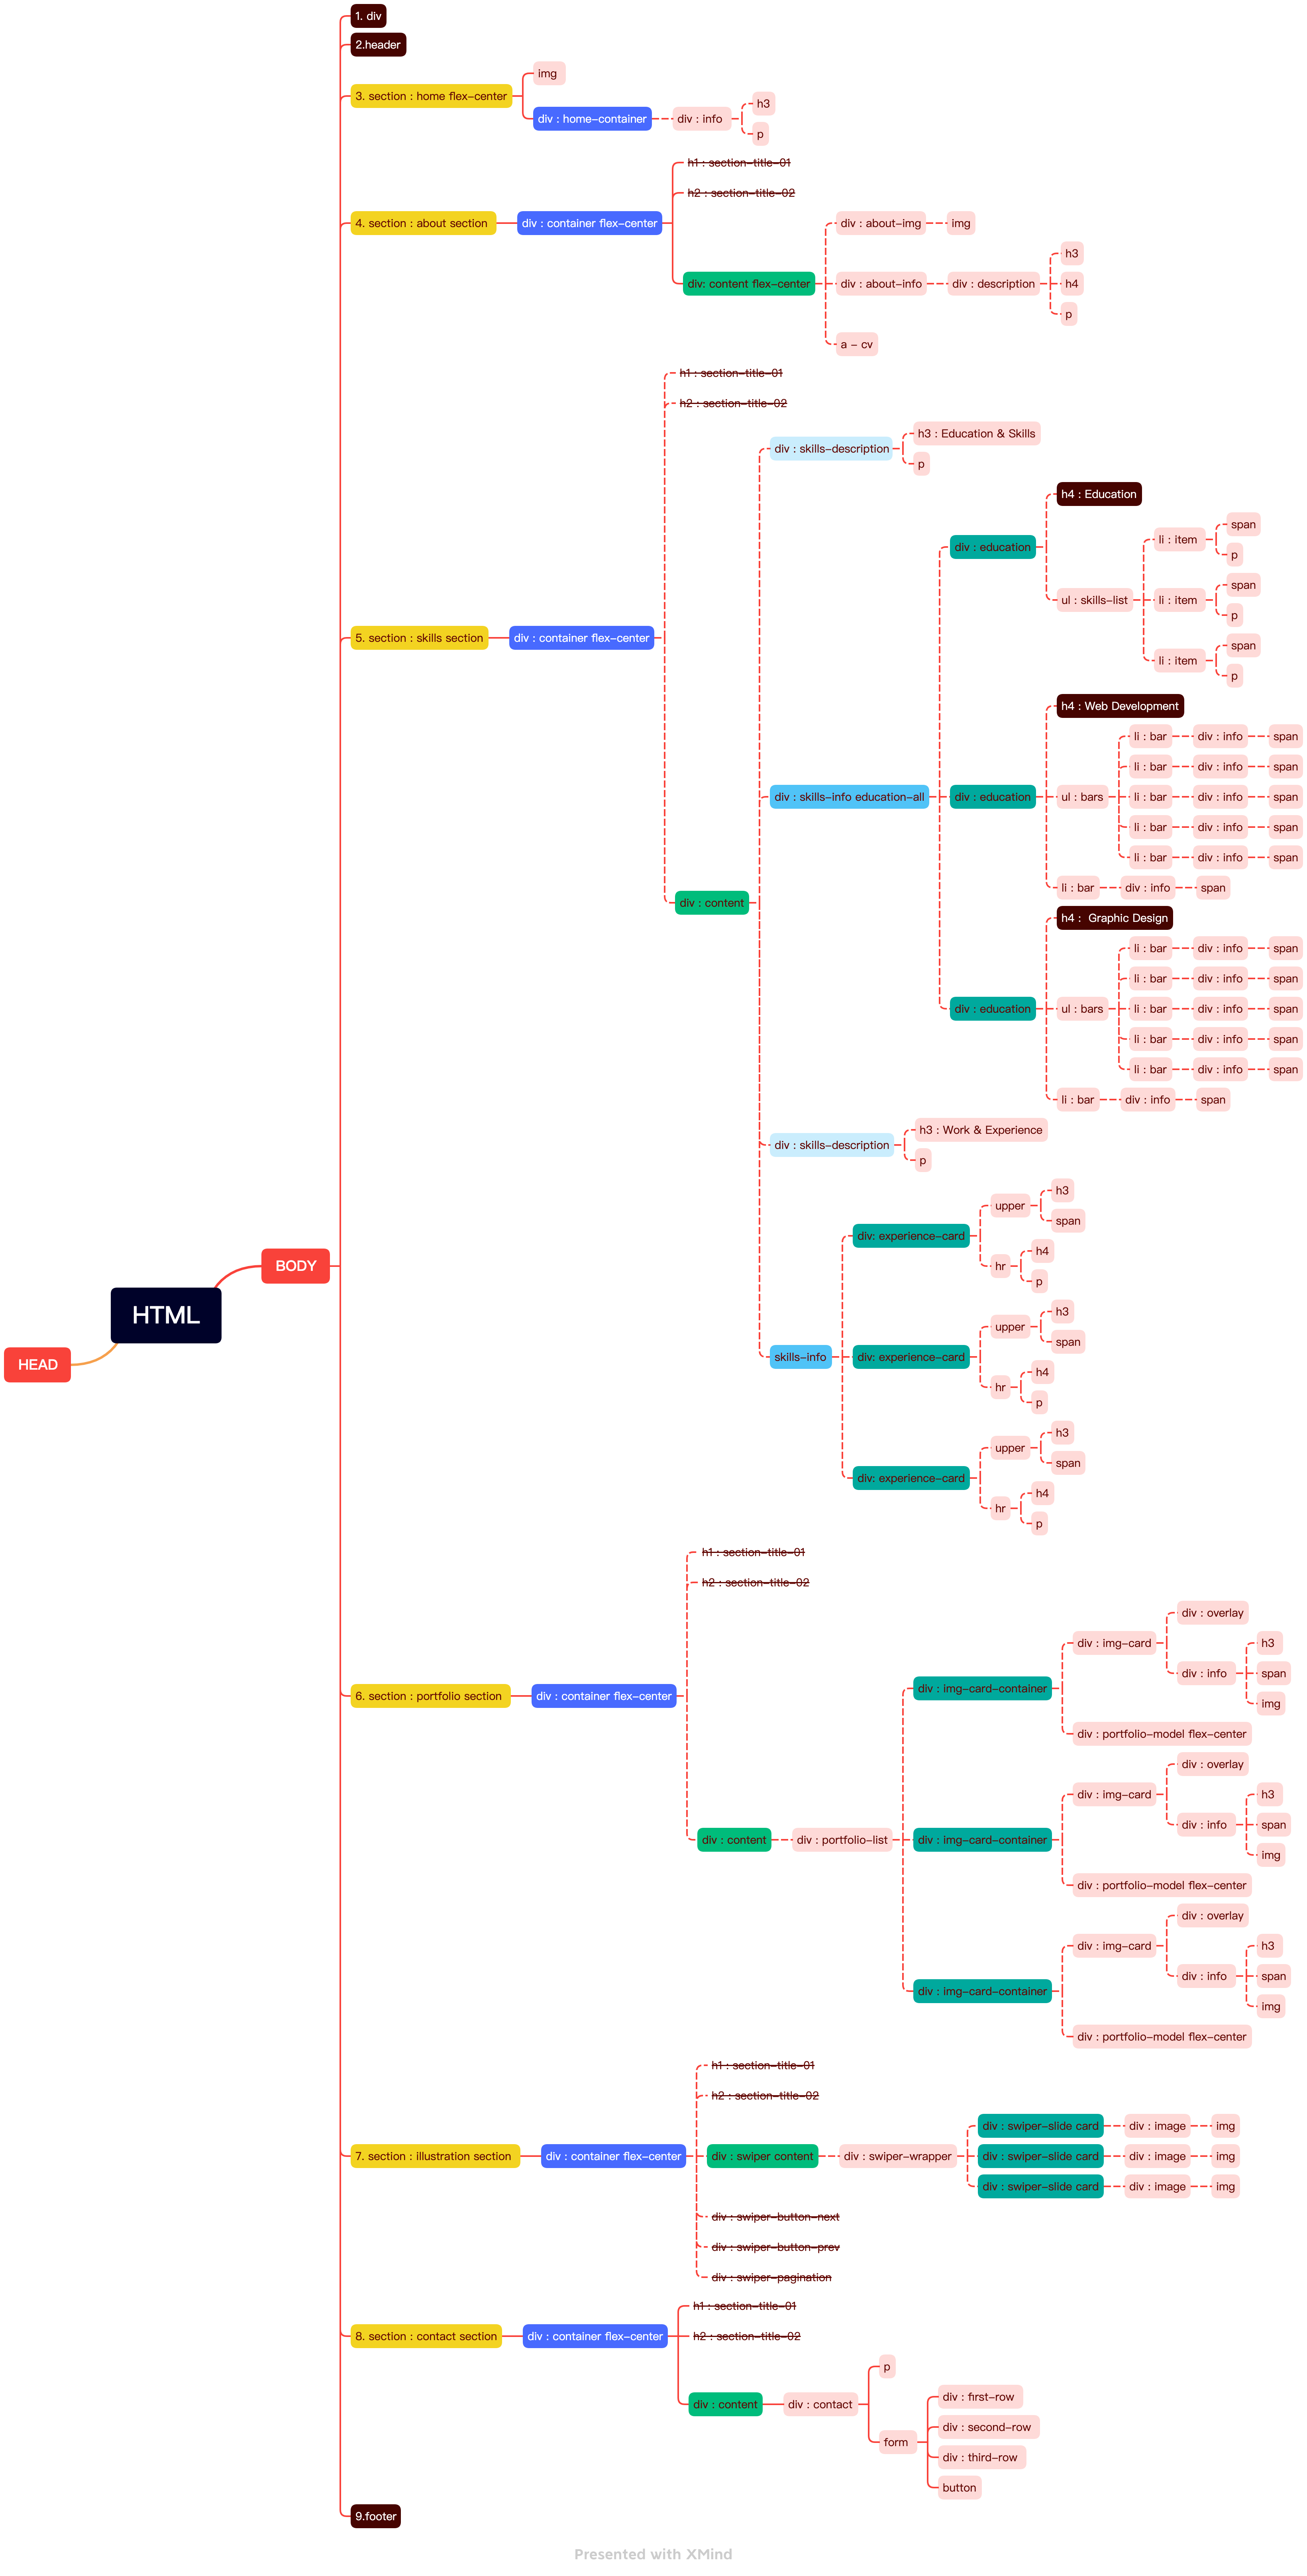 1. div
2.header
3. section : home flex-center
img
div : home-container
div : info
h3
p
4. section : about section
div : container flex-center
h1 : section-title-01
h2 : section-title-02
div: content flex-center
div : about-img
img
div : about-info
div : description
h3
h4
p
a - cv
5. section : skills section
div : container flex-center
h1 : section-title-01
h2 : section-title-02
div : content
div : skills-description
h3 : Education & Skills
p
div : skills-info education-all
div : education
h4 : Education
ul : skills-list
li : item
span
p
li : item
span
p
li : item
span
p
div : education
h4 : Web Development
ul : bars
li : bar
div : info
span
li : bar
div : info
span
li : bar
div : info
span
li : bar
div : info
span
li : bar
div : info
span
li : bar
div : info
span
div : education
h4 : Graphic Design
ul : bars
li : bar
div : info
span
li : bar
div : info
span
li : bar
div : info
span
li : bar
div : info
span
li : bar
div : info
span
li : bar
div : info
span
div : skills-description
h3 : Work & Experience
p
skills-info
div: experience-card
upper
h3
span
hr
h4
p
div: experience-card
upper
h3
span
hr
h4
p
div: experience-card
upper
h3
span
hr
h4
p
HTML
BODY
HEAD
6. section : portfolio section
div : container flex-center
h1 : section-title-01
h2 : section-title-02
div : content
div : portfolio-list
div : img-card-container
div : img-card
div : overlay
div : info
h3
span
img
div : portfolio-model flex-center
div : img-card-container
div : img-card
div : overlay
div : info
h3
span
img
div : portfolio-model flex-center
div : img-card-container
div : img-card
div : overlay
div : info
h3
span
img
div : portfolio-model flex-center
7. section : illustration section
div : container flex-center
h1 : section-title-01
h2 : section-title-02
div : swiper content
div : swiper-wrapper
div : swiper-slide card
div : image
img
div : swiper-slide card
div : image
img
div : swiper-slide card
div : image
img
div : swiper-button-next
div : swiper-button-prev
div : swiper-pagination
8. section : contact section
div : container flex-center
h1 : section-title-01
h2 : section-title-02
div : content
div : contact
p
form
div : first-row
div : second-row
div : third-row
button
9.footer
Presented with XMind